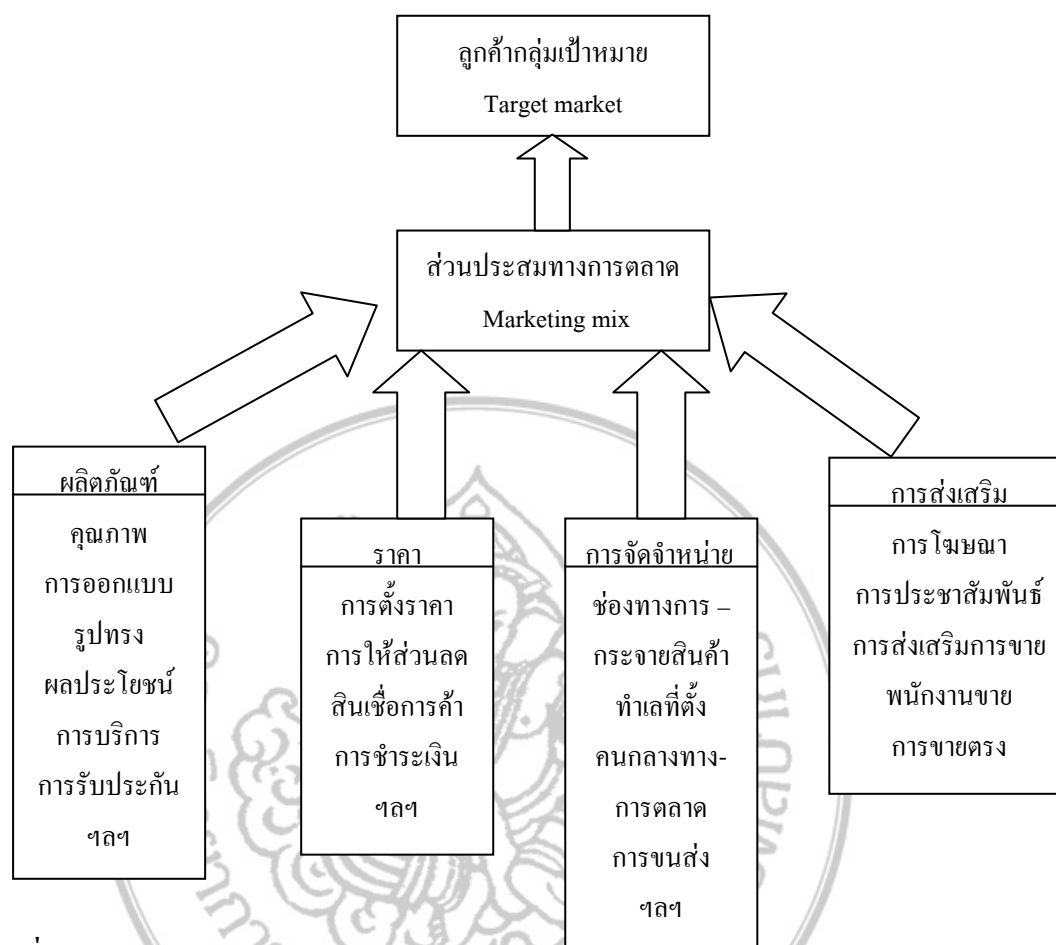 ลูกค้ากลุ่มเป้าหมาย
Target market
ส่วนประสมทางการตลาด
Marketing mix
ผลิตภัณฑ์
คุณภาพ
การออกแบบ
รูปทรง
ผลประโยชน์
การบริการ
การรับประกัน
ฯลฯ
ราคา
การตั้งราคา
การให้ส่วนลด
สินเชื่อการค้า
การชำระเงิน
ฯลฯ
การจัดจำหน่าย
ช่องทางการ –
กระจายสินค้า
ทำเลที่ตั้ง
คนกลางทาง-
การตลาด
การขนส่ง
ฯลฯ
การส่งเสริม
การโฆษณา
การประชาสัมพันธ์
การส่งเสริมการขาย
พนักงานขาย
การขายตรง